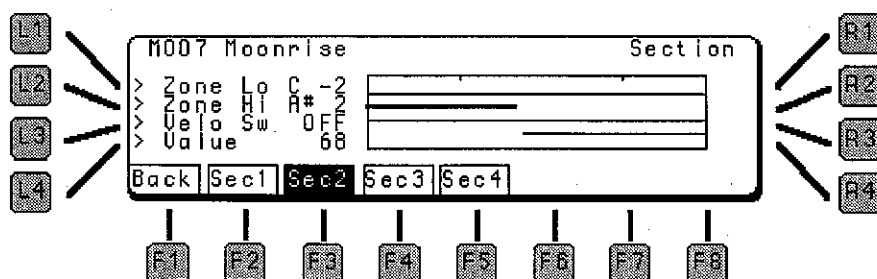 L1
L2
L3
L4
M007 Moonrise Section
> Zone Lo C -2
> Zone Hi A# 2
> Velo Sw OFF
> Value 68
Back Sec1 Sec2 Sec3 Sec4
R1
R2
R3
R4
F1 F2 F3 F4 F5 F6 F7 F8